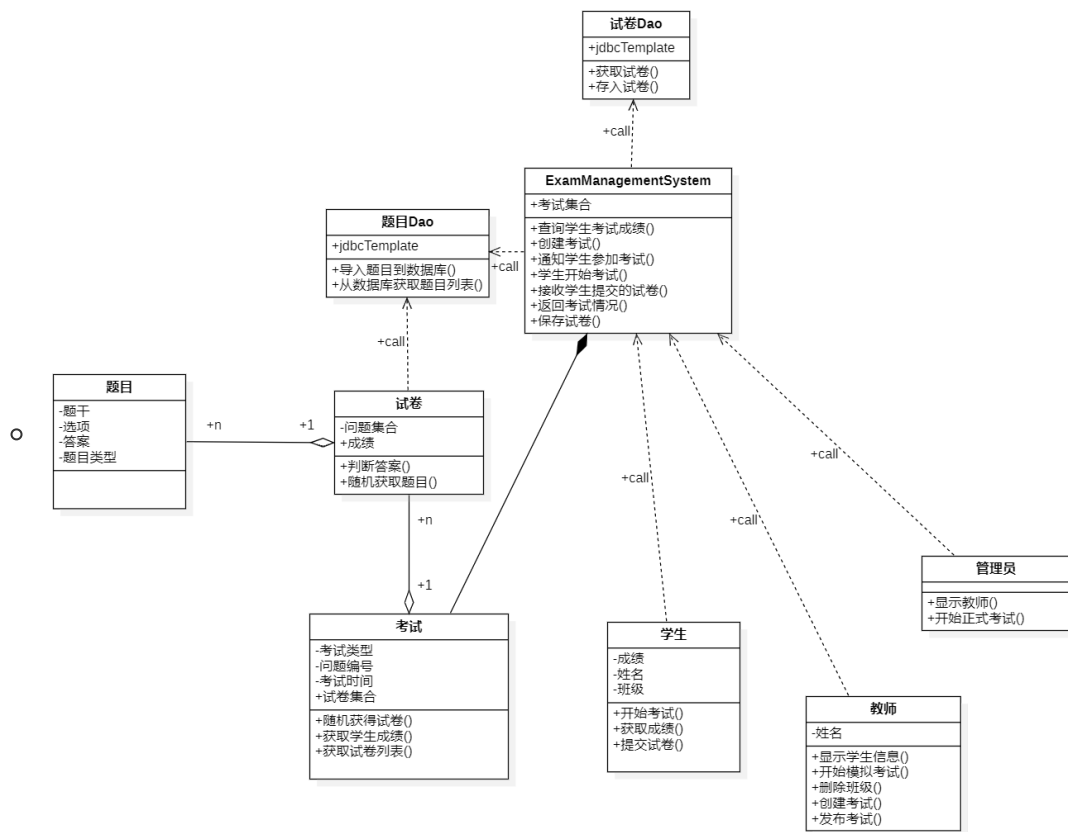 试卷Dao
+jdbcTemplate
+获取试卷()
+存入试卷()
+call
ExamManagementSystem
+考试集合
+查询学生考试成绩()
+创建考试()
+通知学生参加考试()
+学生开始考试()
+接收学生提交的试卷()
+返回考试情况()
+保存试卷()
题目Dao
+jdbcTemplate
+导入题目到数据库()
+从数据库获取题目列表()
+call
+call
题目
-题干
-选项
-答案
-题目类型
+n
+1
试卷
-问题集合
+成绩
+判断答案()
+随机获取题目()
+n
+1
+call
+call
+call
考试
-考试类型
-问题编号
-考试时间
+试卷集合
+随机获得试卷()
+获取学生成绩()
+获取试卷列表()
学生
-成绩
-姓名
-班级
+开始考试()
+获取成绩()
+提交试卷()
管理员
+显示教师()
+开始正式考试()
教师
-姓名
+显示学生信息()
+开始模拟考试()
+删除班级()
+创建考试()
+发布考试()